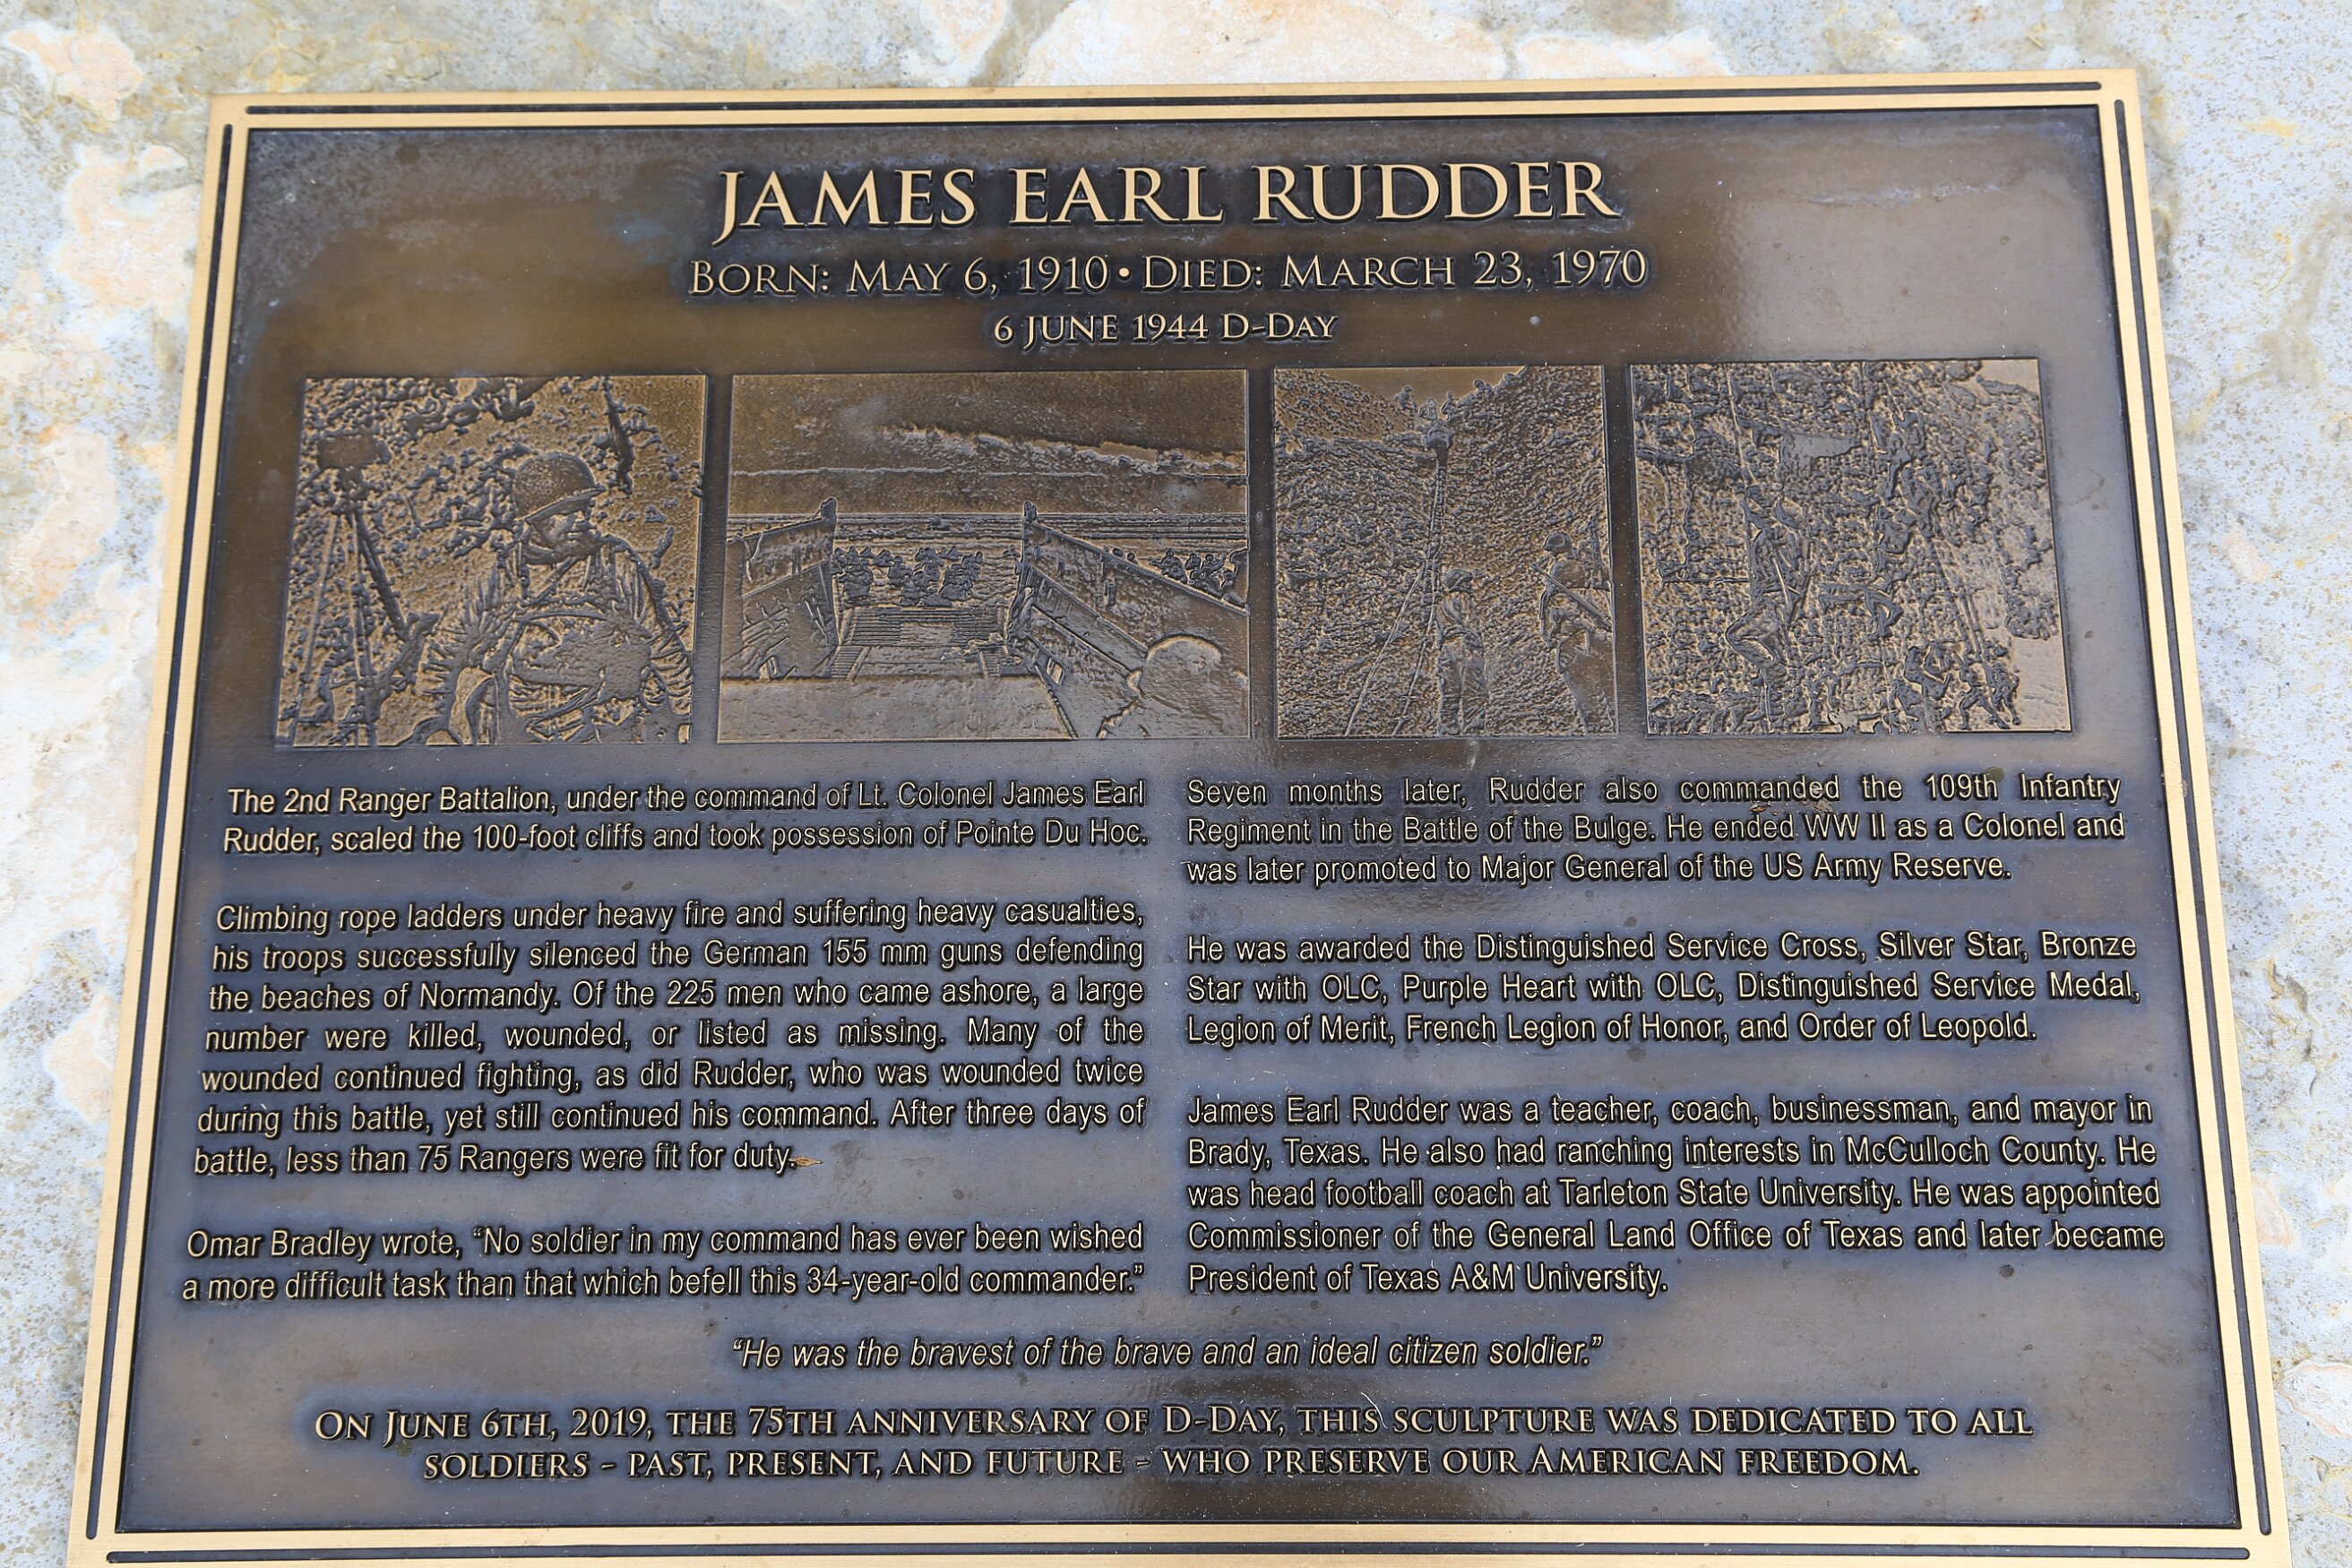 JAMES EARL RUDDER
BORN: MAY 6, 1910 • DIED: MARCH 23, 1970
6 JUNE 1944 D-DAY
The 2nd Ranger Battalion, under the command of Lt. Colonel James Earl
Rudder, scaled the 100-foot cliffs and took possession of Pointe Du Hoc.
Climbing rope ladders under heavy fire and suffering heavy casualties,
his troops successfully silenced the German 155 mm guns defending
the beaches of Normandy. Of the 225 men who came ashore, a large
number were killed, wounded, or listed as missing. Many of the
wounded continued fighting, as did Rudder, who was wounded twice
during this battle, yet still continued his command. After three days of
battle, less than 75 Rangers were fit for duty.
Omar Bradley wrote, “No soldier in my command has ever been wished
a more difficult task than that which befell this 34-year-old commander.”
Seven months later, Rudder also commanded the 109th Infantry
Regiment in the Battle of the Bulge. He ended WW II as a Colonel and
was later promoted to Major General of the US Army Reserve.
He was awarded the Distinguished Service Cross, Silver Star, Bronze
Star with OLC, Purple Heart with OLC, Distinguished Service Medal,
Legion of Merit, French Legion of Honor, and Order of Leopold.
James Earl Rudder was a teacher, coach, businessman, and mayor in
Brady, Texas. He also had ranching interests in McCulloch County. He
was head football coach at Tarleton State University. He was appointed
Commissioner of the General Land Office of Texas and later became
President of Texas A&M University.
“He was the bravest of the brave and an ideal citizen soldier.”
ON JUNE 6TH, 2019, THE 75TH ANNIVERSARY OF D-DAY, THIS SCULPTURE WAS DEDICATED TO ALL
SOLDIERS - PAST, PRESENT, AND FUTURE - WHO PRESERVE OUR AMERICAN FREEDOM.